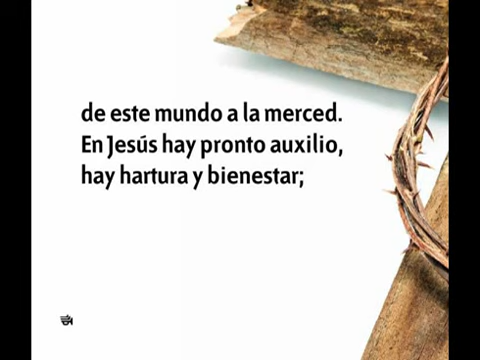 de este mundo a la merced.
En Jesús hay pronto auxilio,
hay hartura y bienestar;